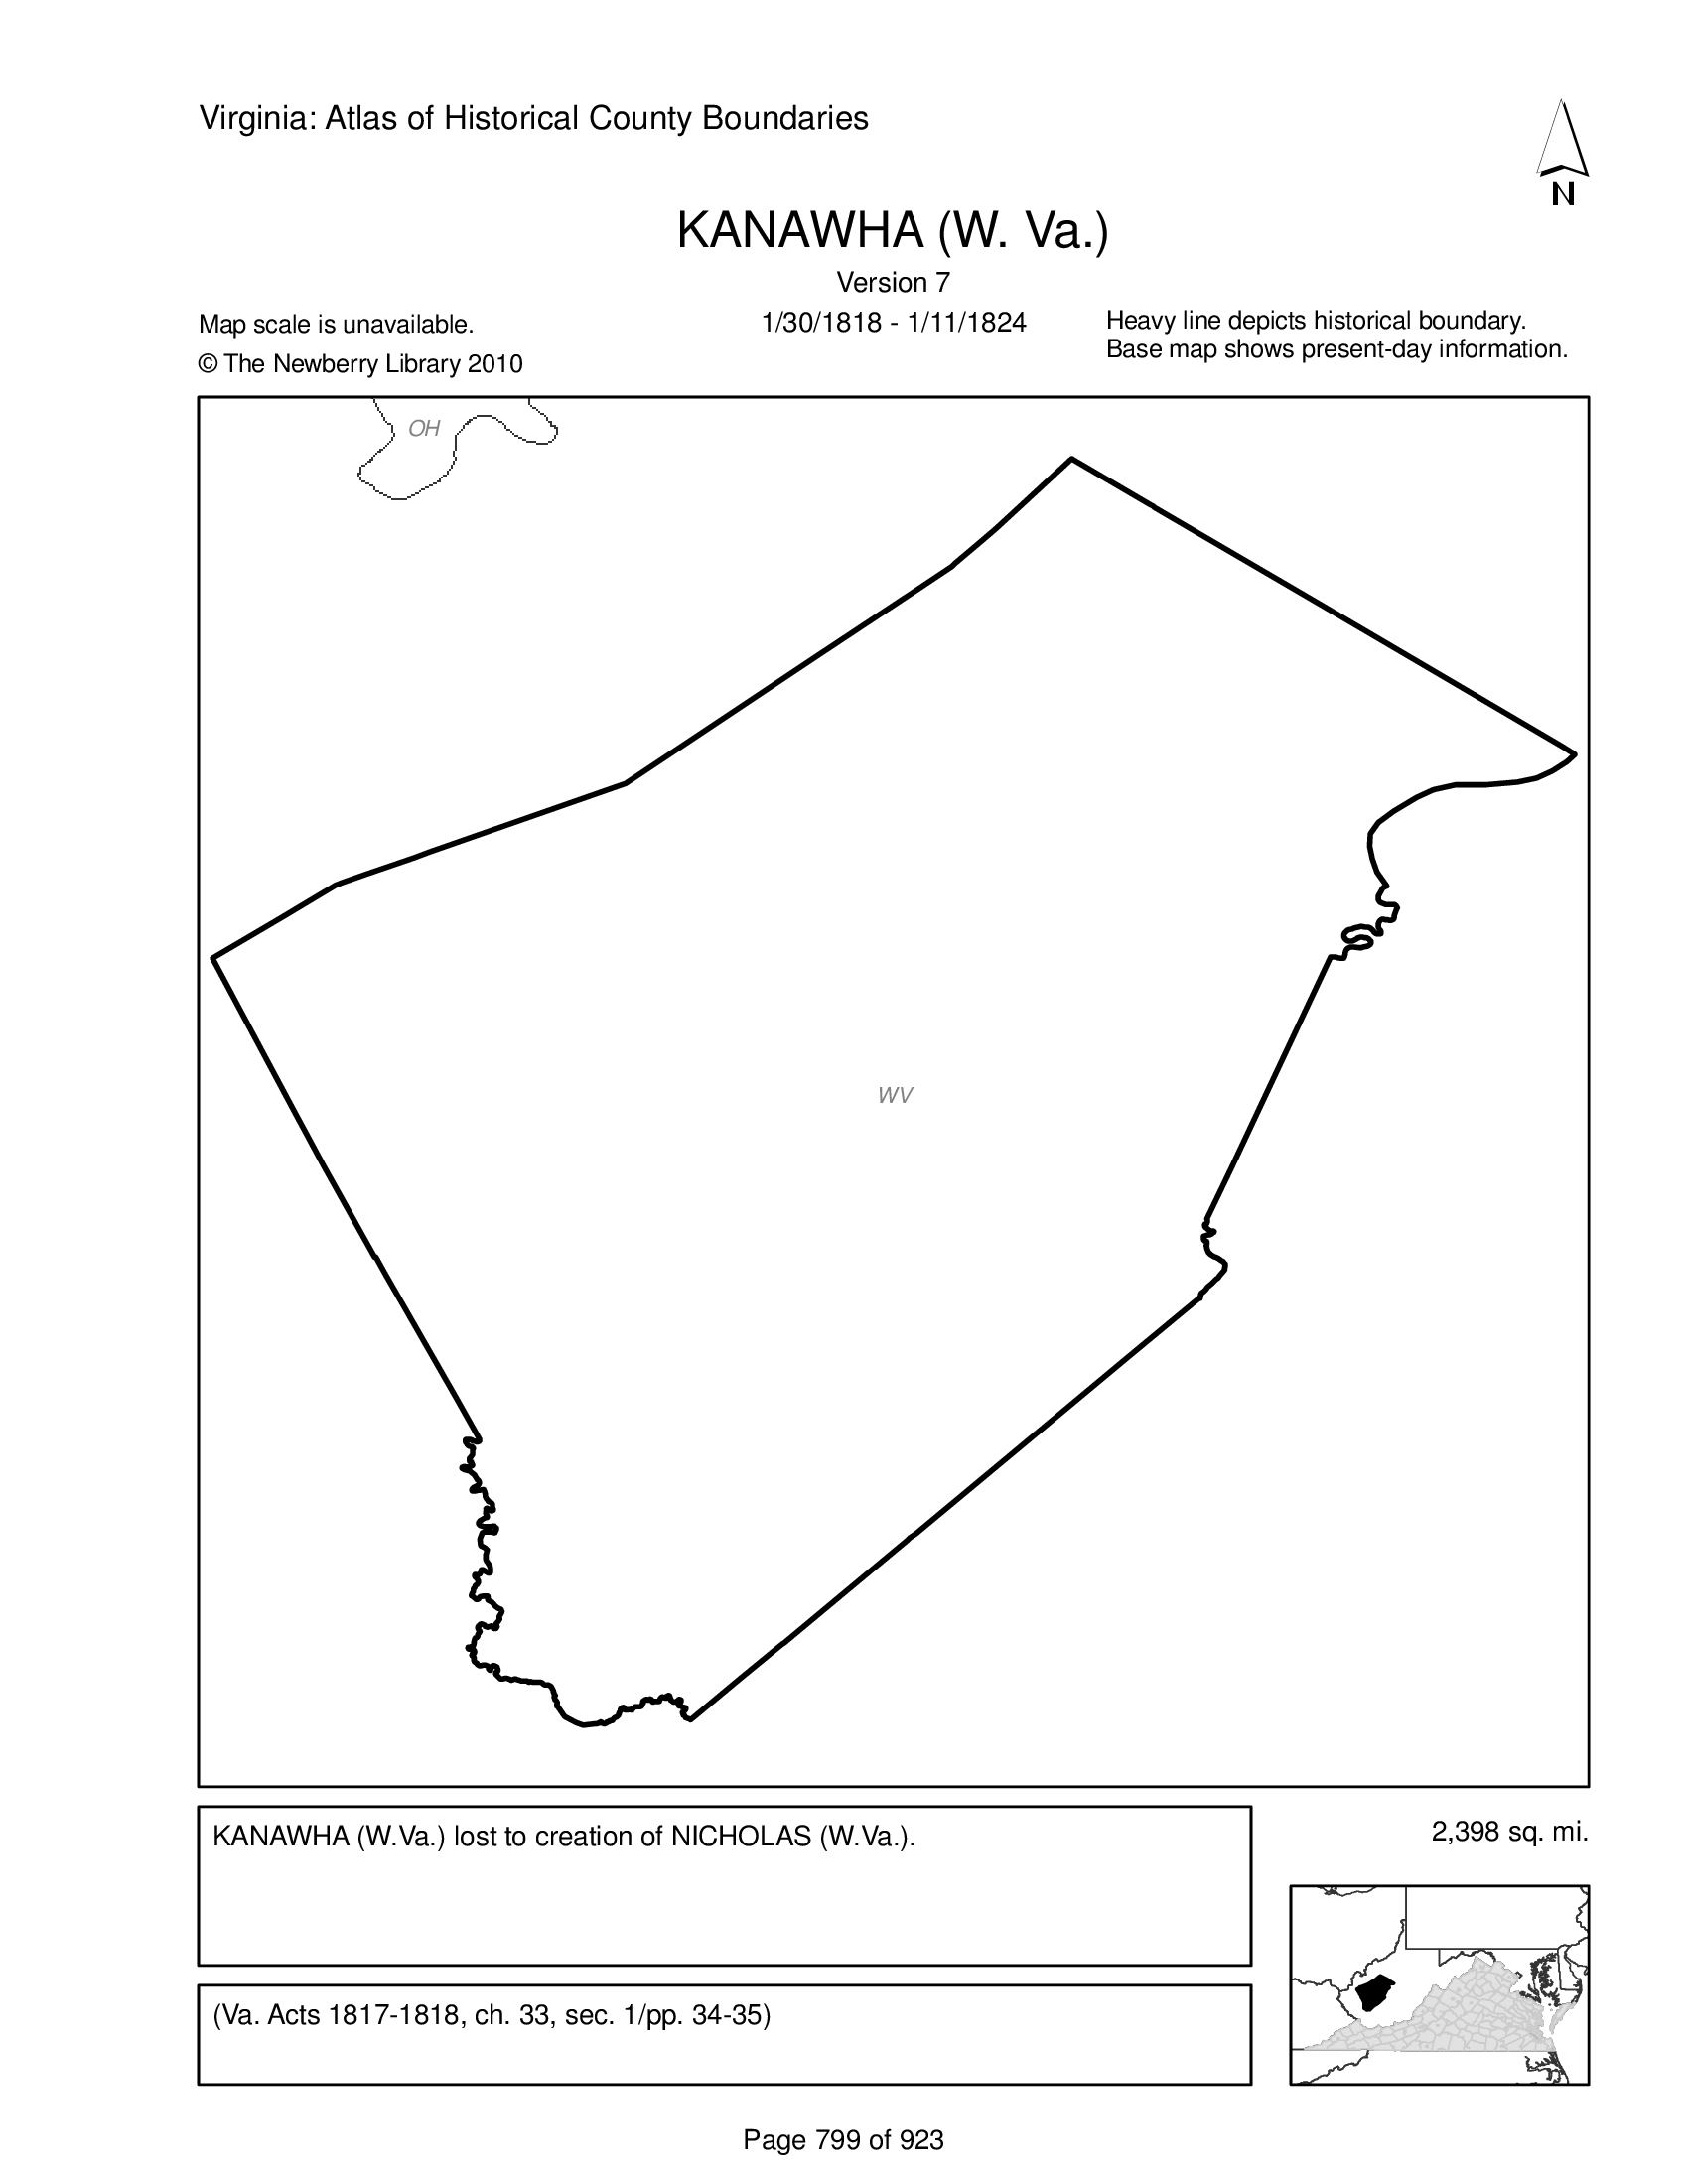 Virginia: Atlas of Historical County Boundaries
N
KANAWHA (W. Va.)
Version 7
1/30/1818 - 1/11/1824
Map scale is unavailable.
© The Newberry Library 2010
Heavy line depicts historical boundary.
Base map shows present-day information.
OH
WV
KANAWHA (W.Va.) lost to creation of NICHOLAS (W.Va.).
2,398 sq. mi.
(Va. Acts 1817-1818, ch. 33, sec. 1/pp. 34-35)
Page 799 of 923